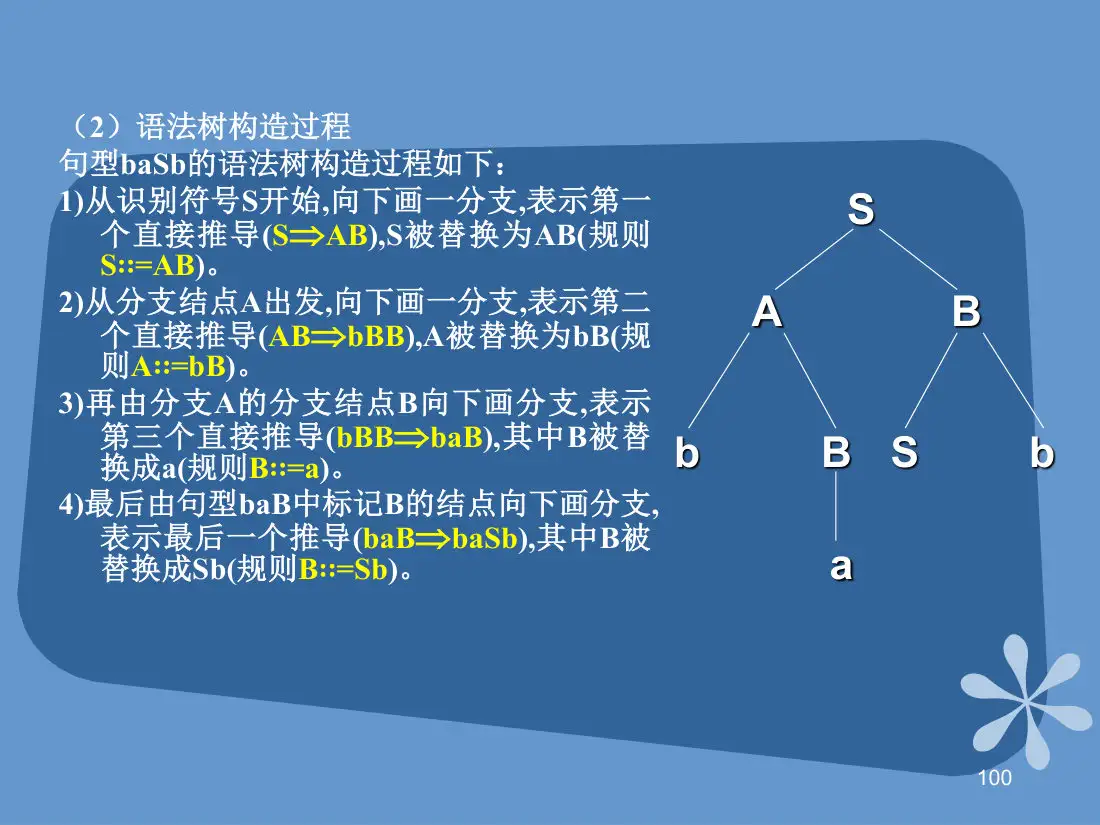 （2）语法树构造过程
句型baSb的语法树构造过程如下：
1)从识别符号S开始,向下画一分支,表示第一
个直接推导(S⇒AB),S被替换为AB(规则
S∷=AB)。
2)从分支结点A出发,向下画一分支,表示第二
个直接推导(AB⇒bBB),A被替换为bB(规
则A∷=bB)。
3)再由分支A的分支结点B向下画分支,表示
第三个直接推导(bBB⇒baB),其中B被替
换成a(规则B∷=a)。
4)最后由句型baB中标记B的结点向下画分支,
表示最后一个推导(baB⇒baSb),其中B被
替换成Sb(规则B∷=Sb)。
S
A B
b B S b
a
100